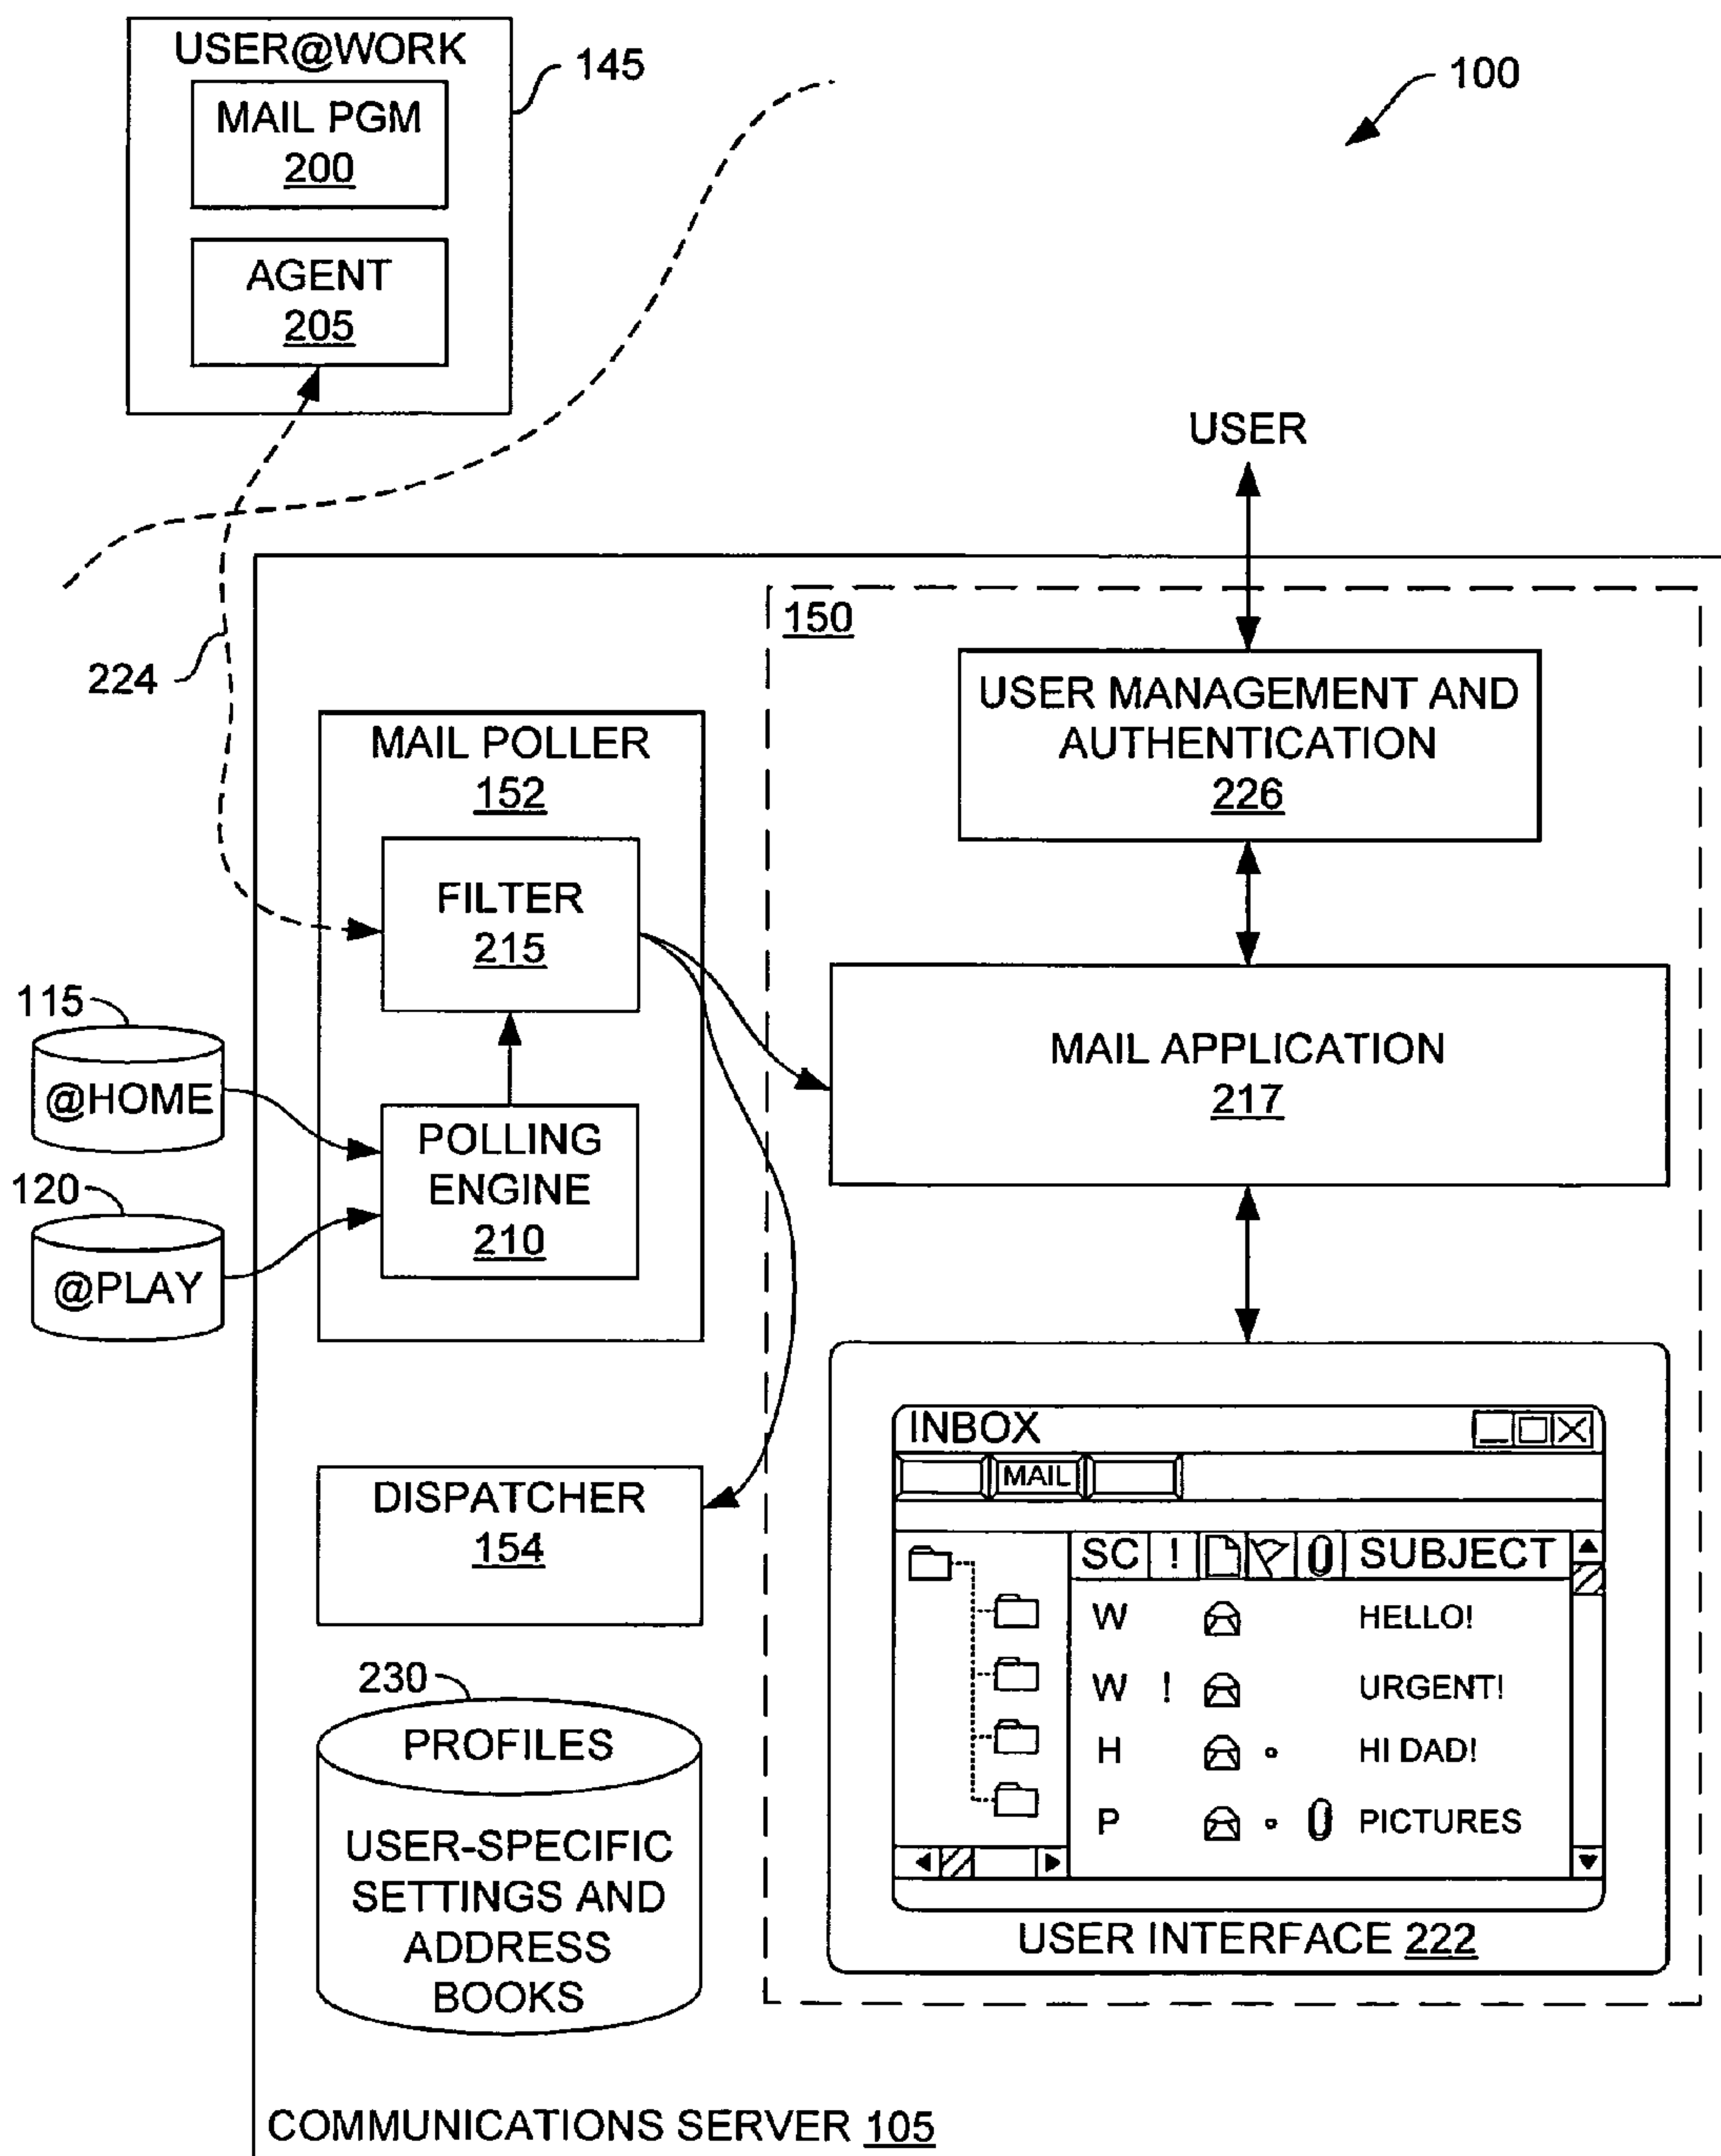 USER@WORK
145
100
MAIL PGM
200
AGENT
205
USER
224
150
USER MANAGEMENT AND
AUTHENTICATION
226
MAIL POLLER
152
FILTER
215
MAIL APPLICATION
217
115
@HOME
POLLING
ENGINE
210
120
@PLAY
DISPATCHER
154
INBOX
MAIL
SC ! SUBJECT
W HELLO!
W ! URGENT!
H HI DAD!
P PICTURES
USER INTERFACE 222
230
PROFILES
USER-SPECIFIC
SETTINGS AND
ADDRESS
BOOKS
COMMUNICATIONS SERVER 105